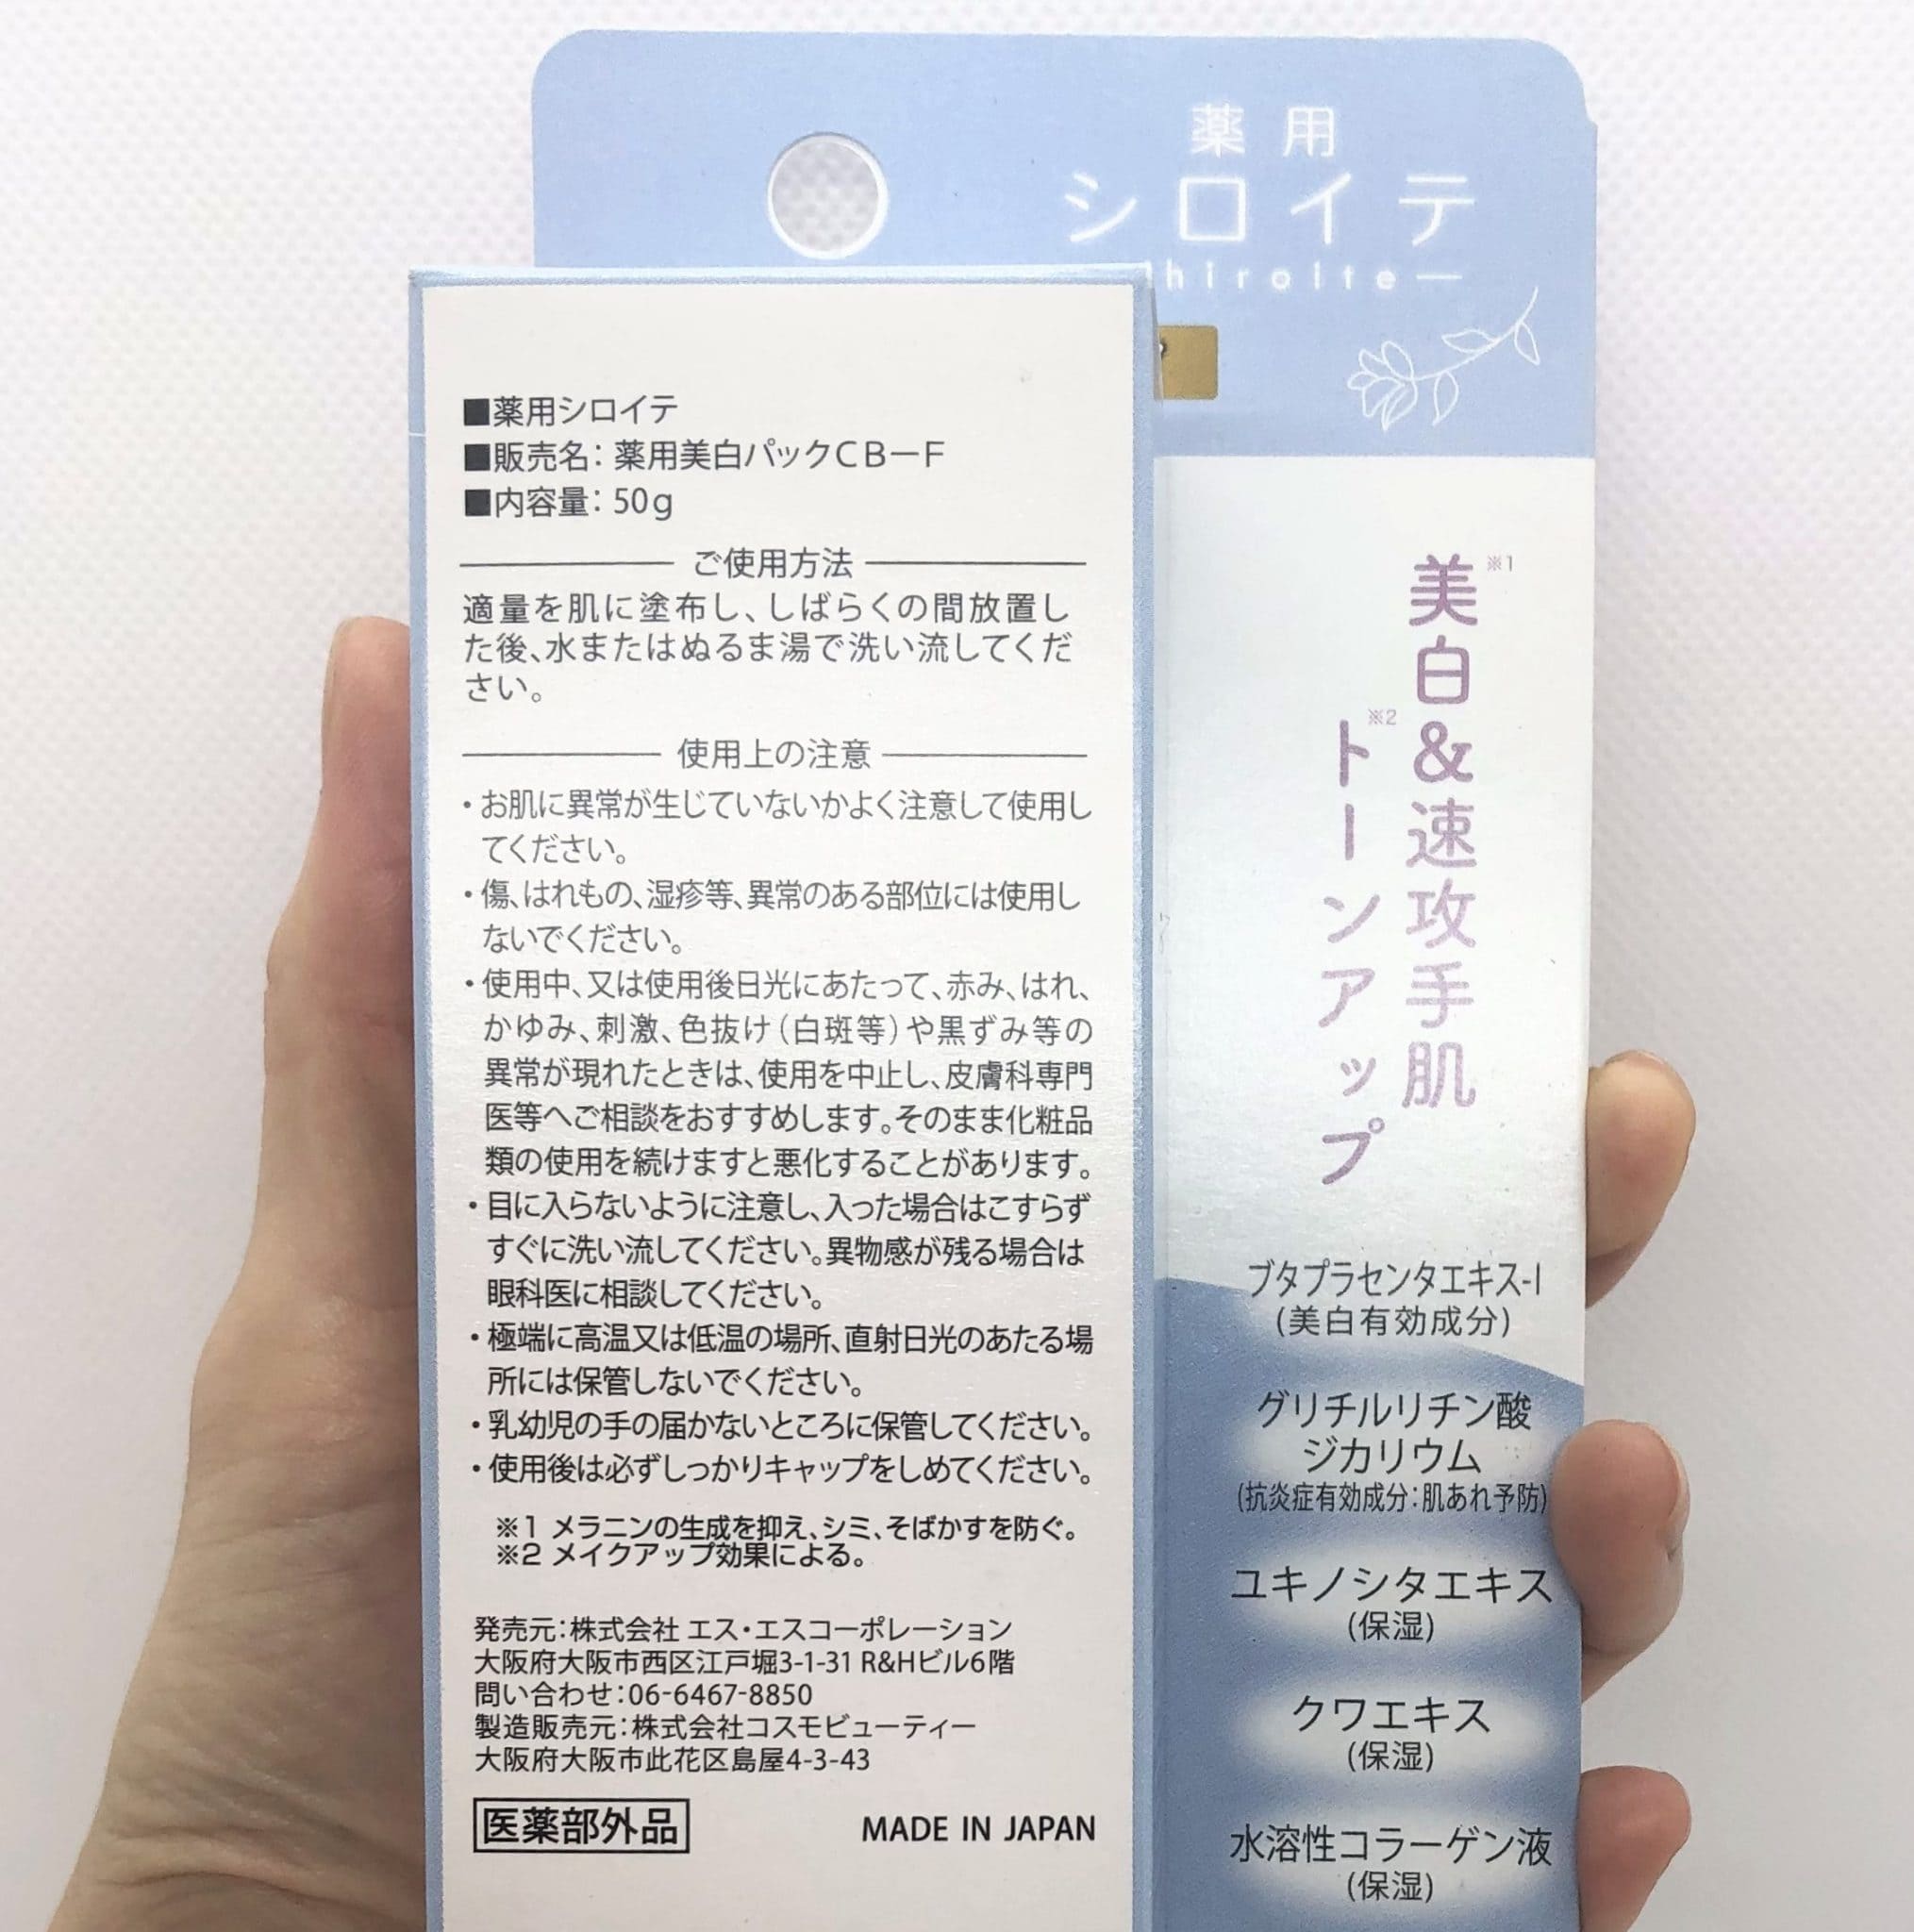 薬用
シロイテ
hiroite
■薬用シロイテ
■販売名：薬用美白パックCB－F
■内容量：50g
ご使用方法
適量を肌に塗布し、しばらくの間放置し
た後、水またはぬるま湯で洗い流してくだ
さい。
使用上の注意
・お肌に異常が生じていないかよく注意して使用し
てください。
・傷、はれもの、湿疹等、異常のある部位には使用し
ないでください。
・使用中、又は使用後日光にあたって、赤み、はれ、
かゆみ、刺激、色抜け（白斑等）や黒ずみ等の
異常が現れたときは、使用を中止し、皮膚科専門
医等へご相談をおすすめします。そのまま化粧品
類の使用を続けますと悪化することがあります。
・目に入らないように注意し、入った場合はこすらず
すぐに洗い流してください。異物感が残る場合は
眼科医に相談してください。
・極端に高温又は低温の場所、直射日光のあたる場
所には保管しないでください。
・乳幼児の手の届かないところに保管してください。
・使用後は必ずしっかりキャップをしめてください。
※1 メラニンの生成を抑え、シミ、そばかすを防ぐ。
※2 メイクアップ効果による。
発売元：株式会社 エス・エスコーポレーション
大阪府大阪市西区江戸堀3-1-31 R&Hビル6階
問い合わせ：06-6467-8850
製造販売元：株式会社コスモビューティー
大阪府大阪市此花区島屋4-3-43
医薬部外品
MADE IN JAPAN
美白※1&速攻手肌
トーンアップ※2
ブタプラセンタエキス-1
(美白有効成分)
グリチルリチン酸
ジカリウム
(抗炎症有効成分：肌あれ予防)
ユキノシタエキス
(保湿)
クワエキス
(保湿)
水溶性コラーゲン液
(保湿)